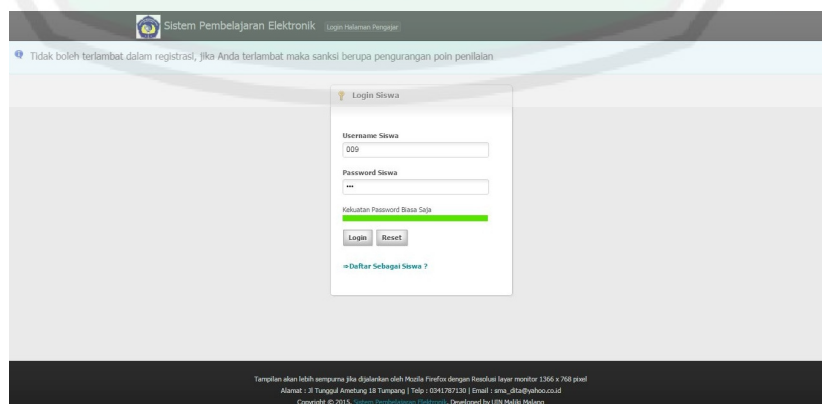 Sistem Pembelajaran Elektronik Login Halaman Pengajar
Tidak boleh terlambat dalam registrasi, jika Anda terlambat maka sanksi berupa pengurangan poin penilaian
Login Siswa
Username Siswa
009
Password Siswa
•••
Kekuatan Password Biasa Saja
Login Reset
⇒Daftar Sebagai Siswa ?
Tampilan akan lebih sempurna jika dijalankan oleh Mozila Firefox dengan Resolusi layar monitor 1366 x 768 pixel
Alamat : Jl Tunggul Ametung 18 Tumpang | Telp : 0341787130 | Email : sma_dita@yahoo.co.id
Copyright © 2015. Sistem Pembelajaran Elektronik. Developed by UIN Maliki Malang